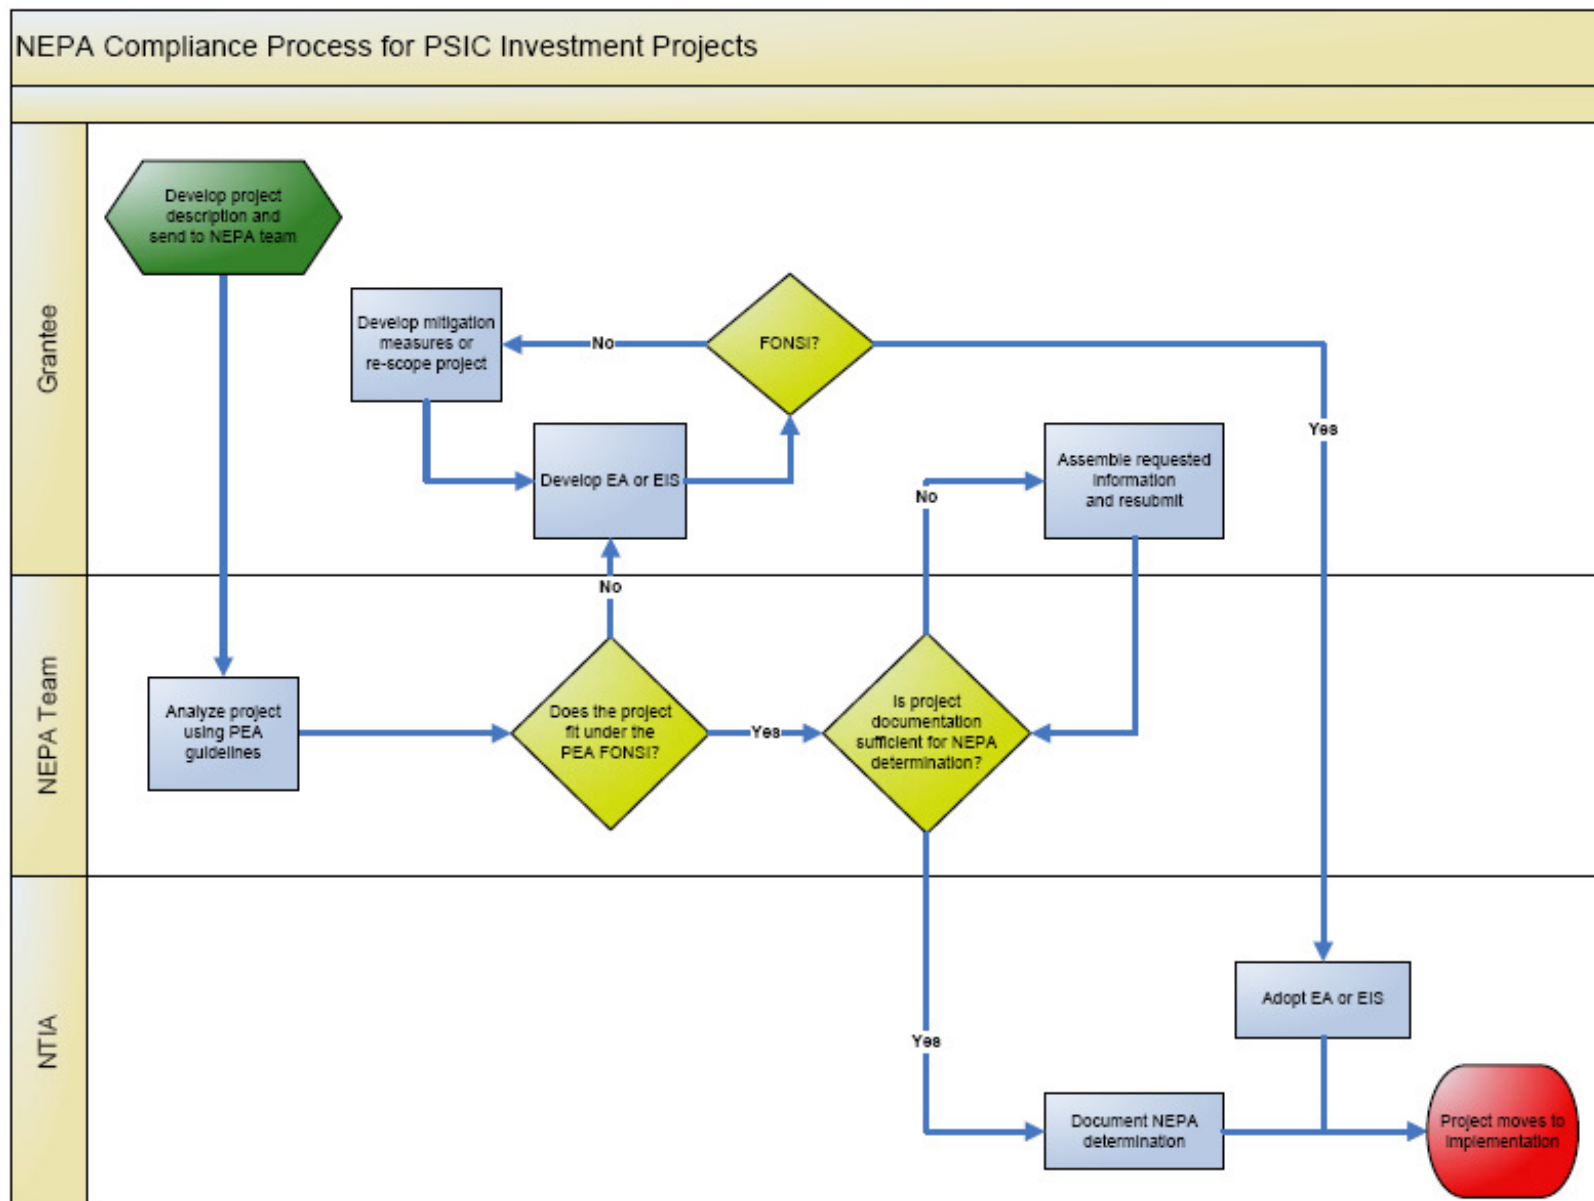 NEPA Compliance Process for PSIC Investment Projects
Grantee
Develop project
description and
send to NEPA team
Develop mitigation
measures or
re-scope project
No
FONSI?
Yes
Develop EA or EIS
Assemble requested
information
and resubmit
No
No
NEPA Team
Analyze project
using PEA
guidelines
Does the project
fit under the
PEA FONSI?
Yes
Is project
documentation
sufficient for NEPA
determination?
NTIA
Yes
Adopt EA or EIS
Document NEPA
determination
Project moves to
implementation